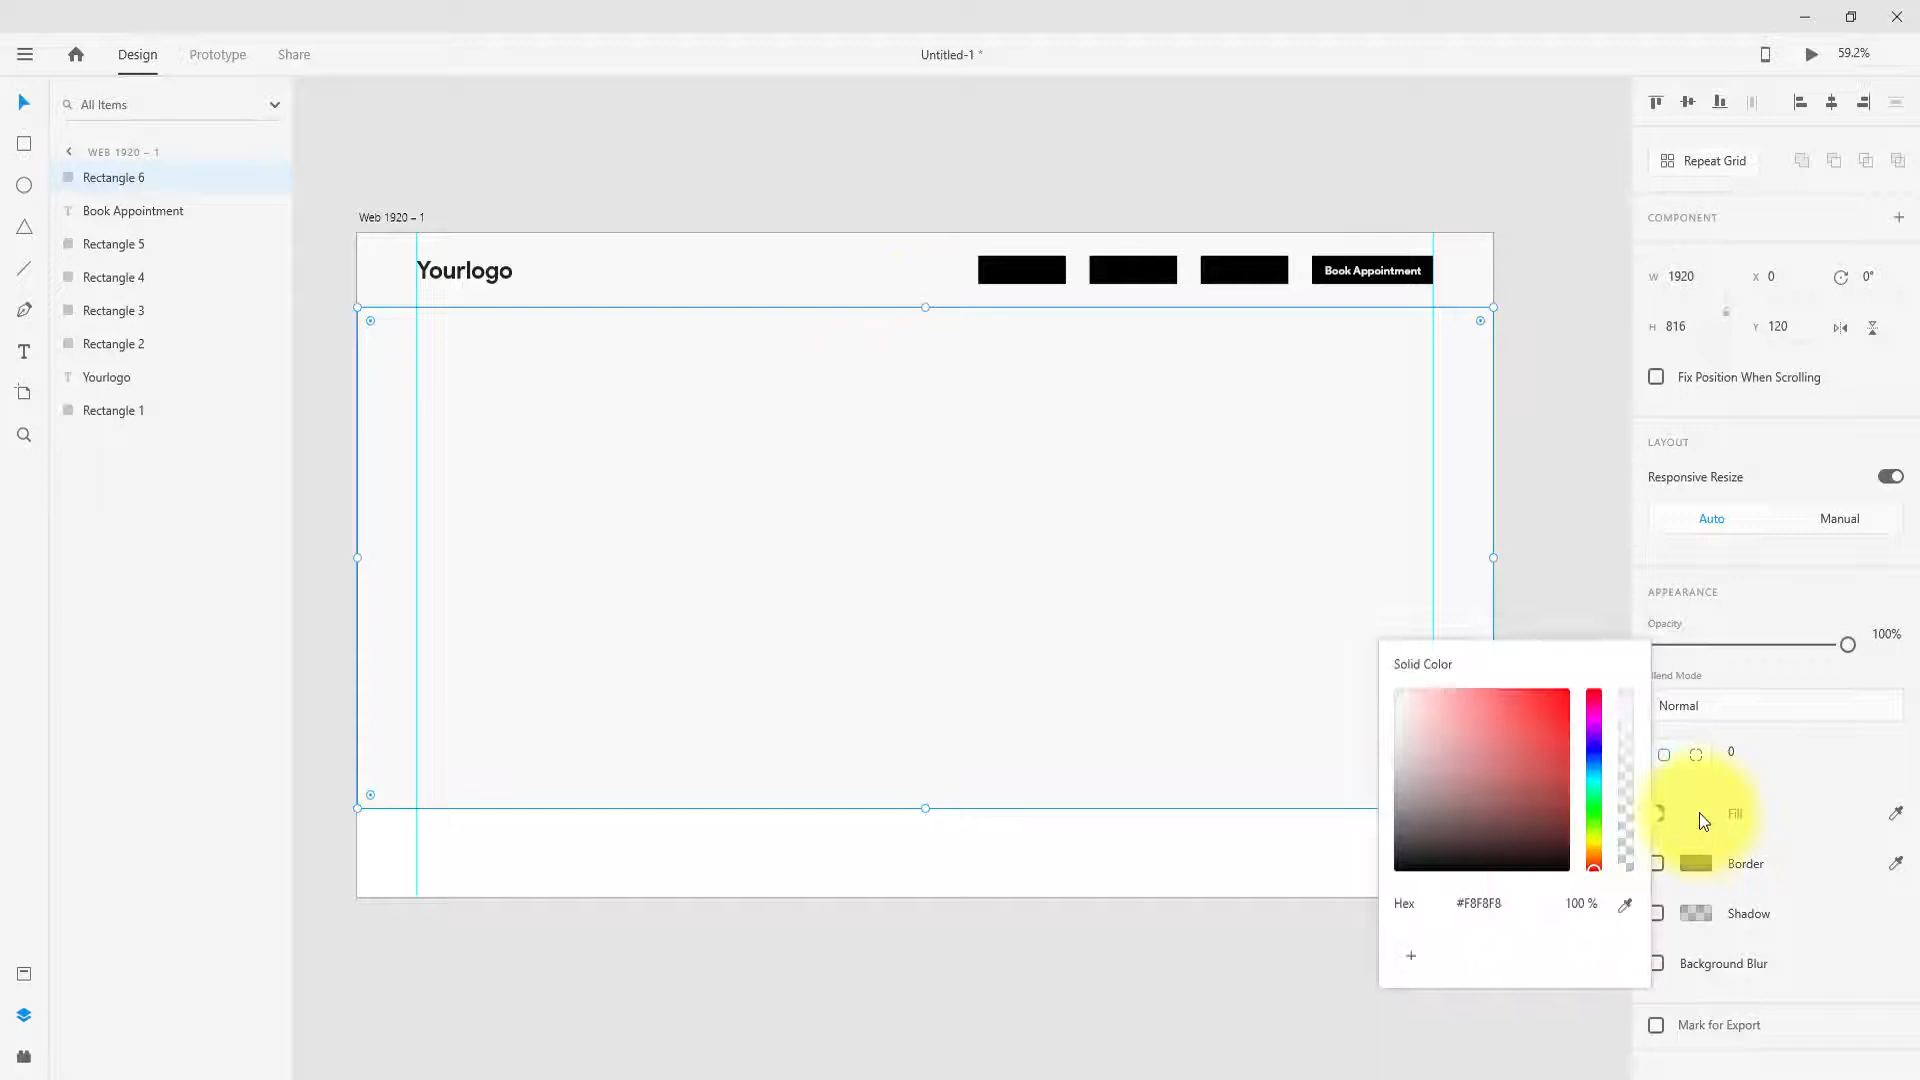 Design
Prototype
Share
Untitled-1 *
59.2%
All Items
WEB 1920 – 1
Rectangle 6
Book Appointment
Rectangle 5
Rectangle 4
Rectangle 3
Rectangle 2
Yourlogo
Rectangle 1
Web 1920 – 1
Yourlogo
Book Appointment
Repeat Grid
COMPONENT
W 1920 X 0 0°
H 816 Y 120
Fix Position When Scrolling
LAYOUT
Responsive Resize
Auto Manual
APPEARANCE
Opacity
100%
Blend Mode
Normal
0
Fill
Border
Shadow
Background Blur
Mark for Export
Solid Color
Hex #F8F8F8 100 %